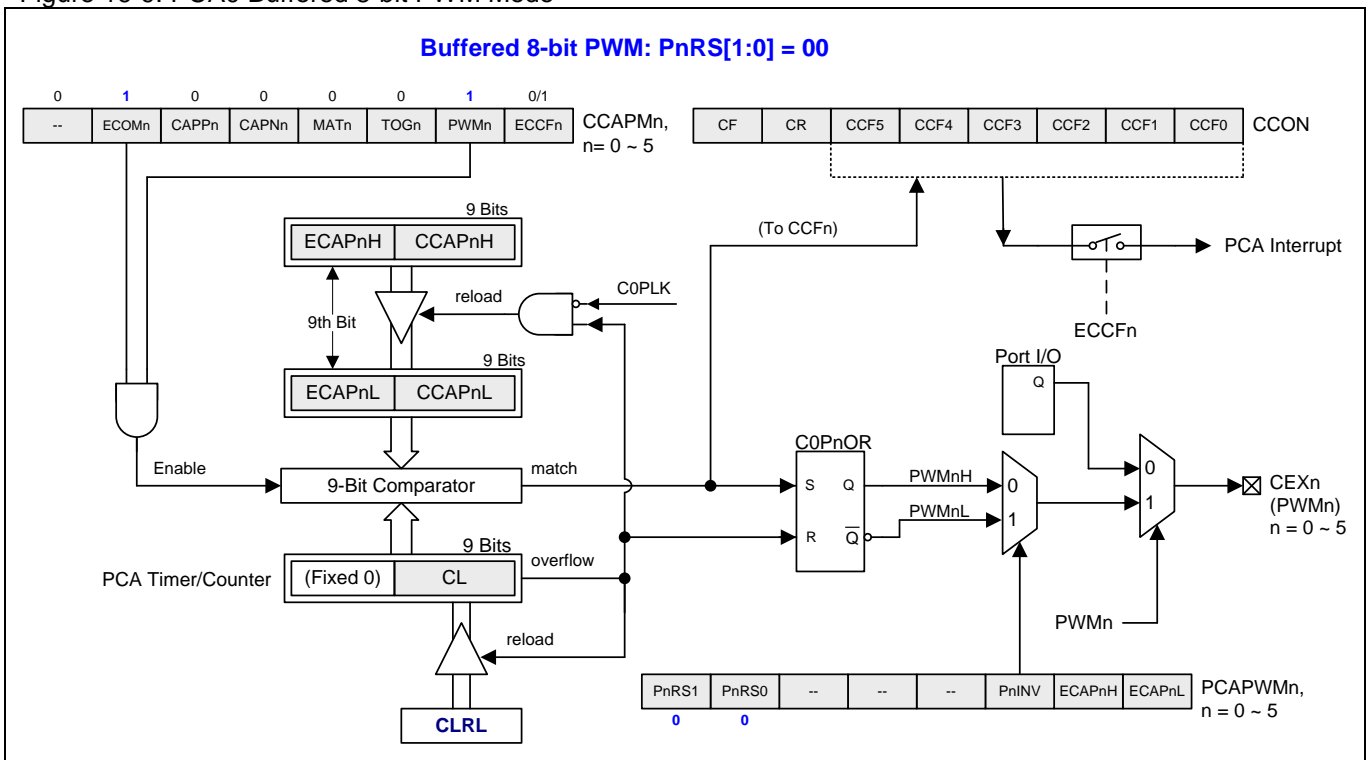 Figure PCA0 Buffered 8-bit PWM Mode
Buffered 8-bit PWM: PnRS[1:0] = 00
0 1 0 0 0 0 1 0/1
-- ECOMn CAPPn CAPNn MATn TOGn PWMn ECCFn
CCAPMn,
n= 0 ~ 5
CF CR CCF5 CCF4 CCF3 CCF2 CCF1 CCF0
CCON
9 Bits
ECAPnH CCAPnH
(To CCFn)
PCA Interrupt
reload
C0PLK
9th Bit
ECCFn
9 Bits
ECAPnL CCAPnL
Port I/O
Q
Enable
9-Bit Comparator
match
C0PnOR
S Q
R Q
PWMnH
PWMnL
0
1
0
1
CEXn
(PWMn)
n = 0 ~ 5
9 Bits
PCA Timer/Counter
(Fixed 0) CL
overflow
PWMn
reload
CLRL
PnRS1 PnRS0 -- -- -- PnINV ECAPnH ECAPnL
PCAPWMn,
n = 0 ~ 5
0 0